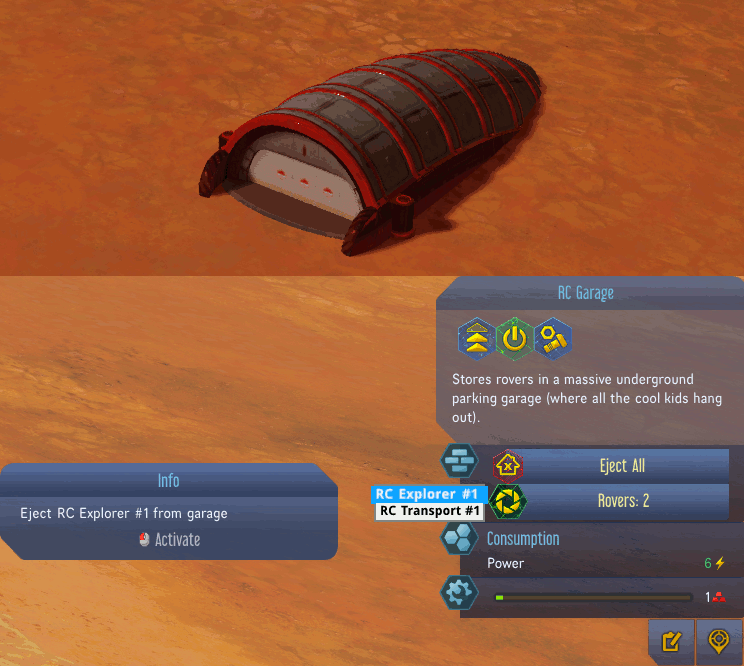 RC Garage
Stores rovers in a massive underground
parking garage (where all the cool kids hang
out).
Eject All
Rovers: 2
RC Explorer #1
RC Transport #1
Info
Eject RC Explorer #1 from garage
Activate
Consumption
Power 6
1